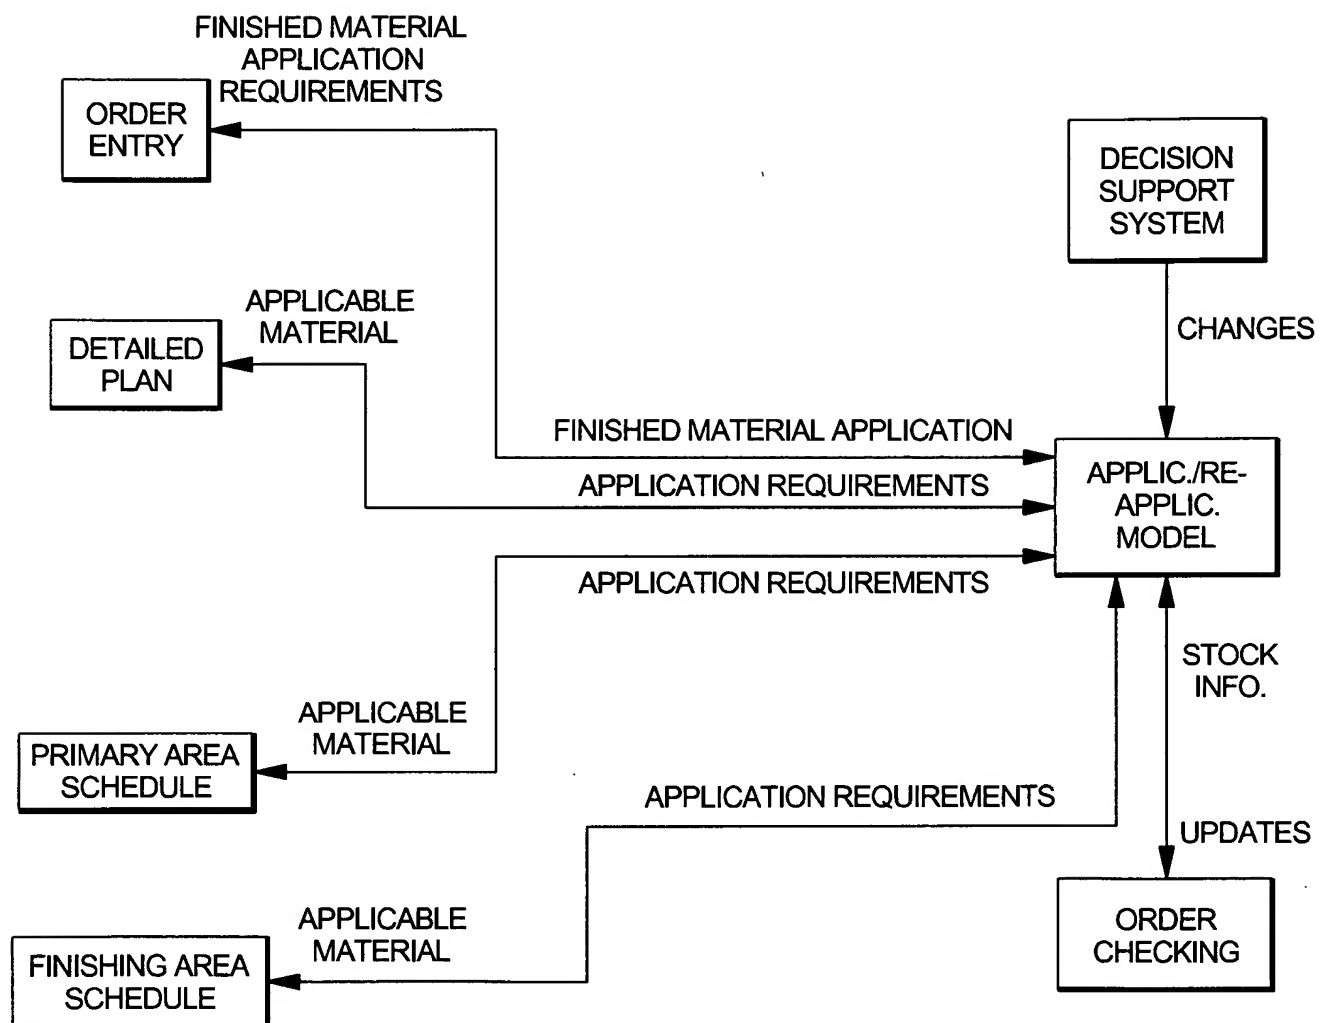 FINISHED MATERIAL
APPLICATION
REQUIREMENTS
ORDER
ENTRY
DECISION
SUPPORT
SYSTEM
APPLICABLE
MATERIAL
CHANGES
DETAILED
PLAN
FINISHED MATERIAL APPLICATION
APPLICATION REQUIREMENTS
APPLIC./RE-
APPLIC.
MODEL
APPLICATION REQUIREMENTS
STOCK
INFO.
APPLICABLE
MATERIAL
PRIMARY AREA
SCHEDULE
APPLICATION REQUIREMENTS
UPDATES
APPLICABLE
MATERIAL
ORDER
CHECKING
FINISHING AREA
SCHEDULE